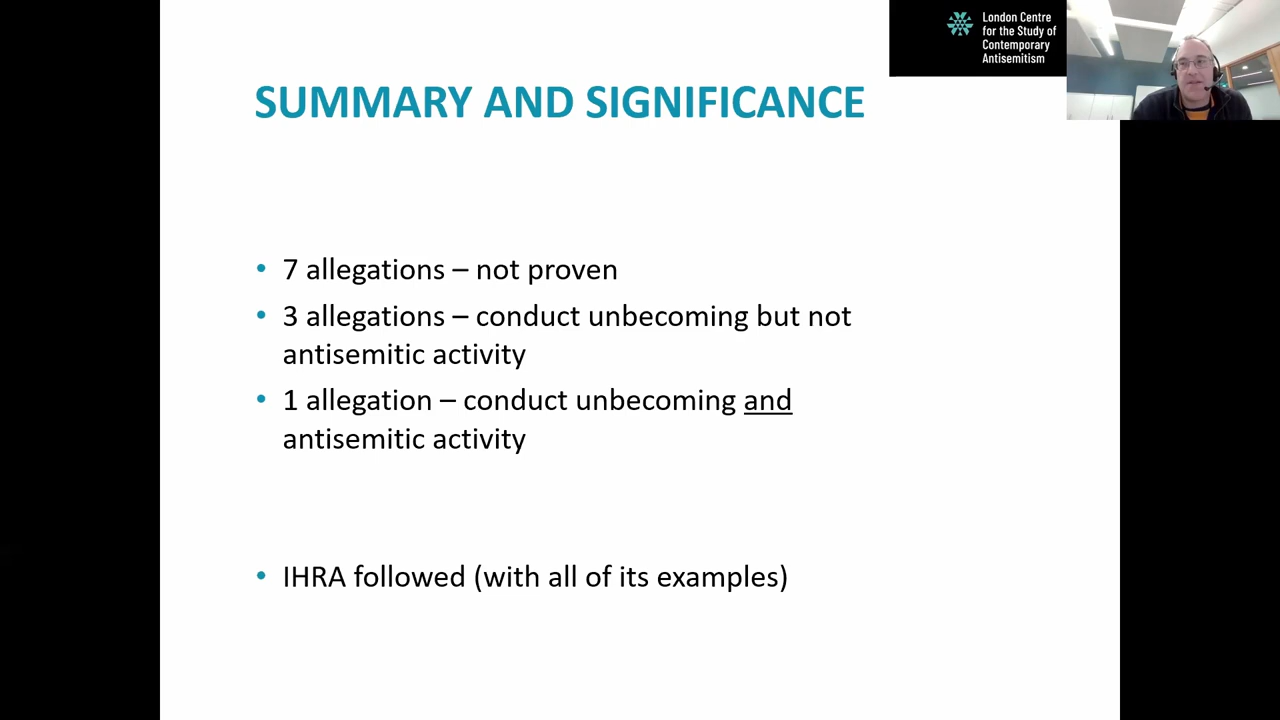 London Centre
for the Study of
Contemporary
Antisemitism
SUMMARY AND SIGNIFICANCE
• 7 allegations – not proven
• 3 allegations – conduct unbecoming but not
antisemitic activity
• 1 allegation – conduct unbecoming and
antisemitic activity
• IHRA followed (with all of its examples)